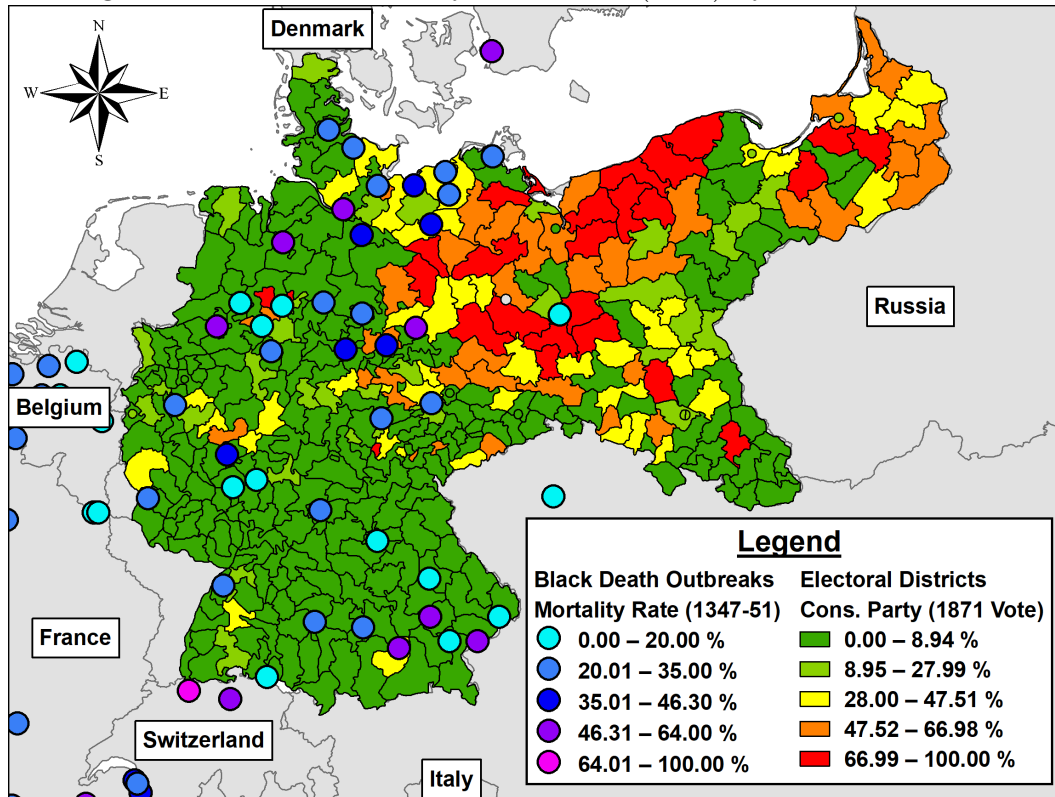 Denmark
N
W
E
S
Russia
Belgium
France
Switzerland
Italy
Legend
Black Death Outbreaks
Mortality Rate (1347-51)
0.00 – 20.00 %
20.01 – 35.00 %
35.01 – 46.30 %
46.31 – 64.00 %
64.01 – 100.00 %
Electoral Districts
Cons. Party (1871 Vote)
0.00 – 8.94 %
8.95 – 27.99 %
28.00 – 47.51 %
47.52 – 66.98 %
66.99 – 100.00 %